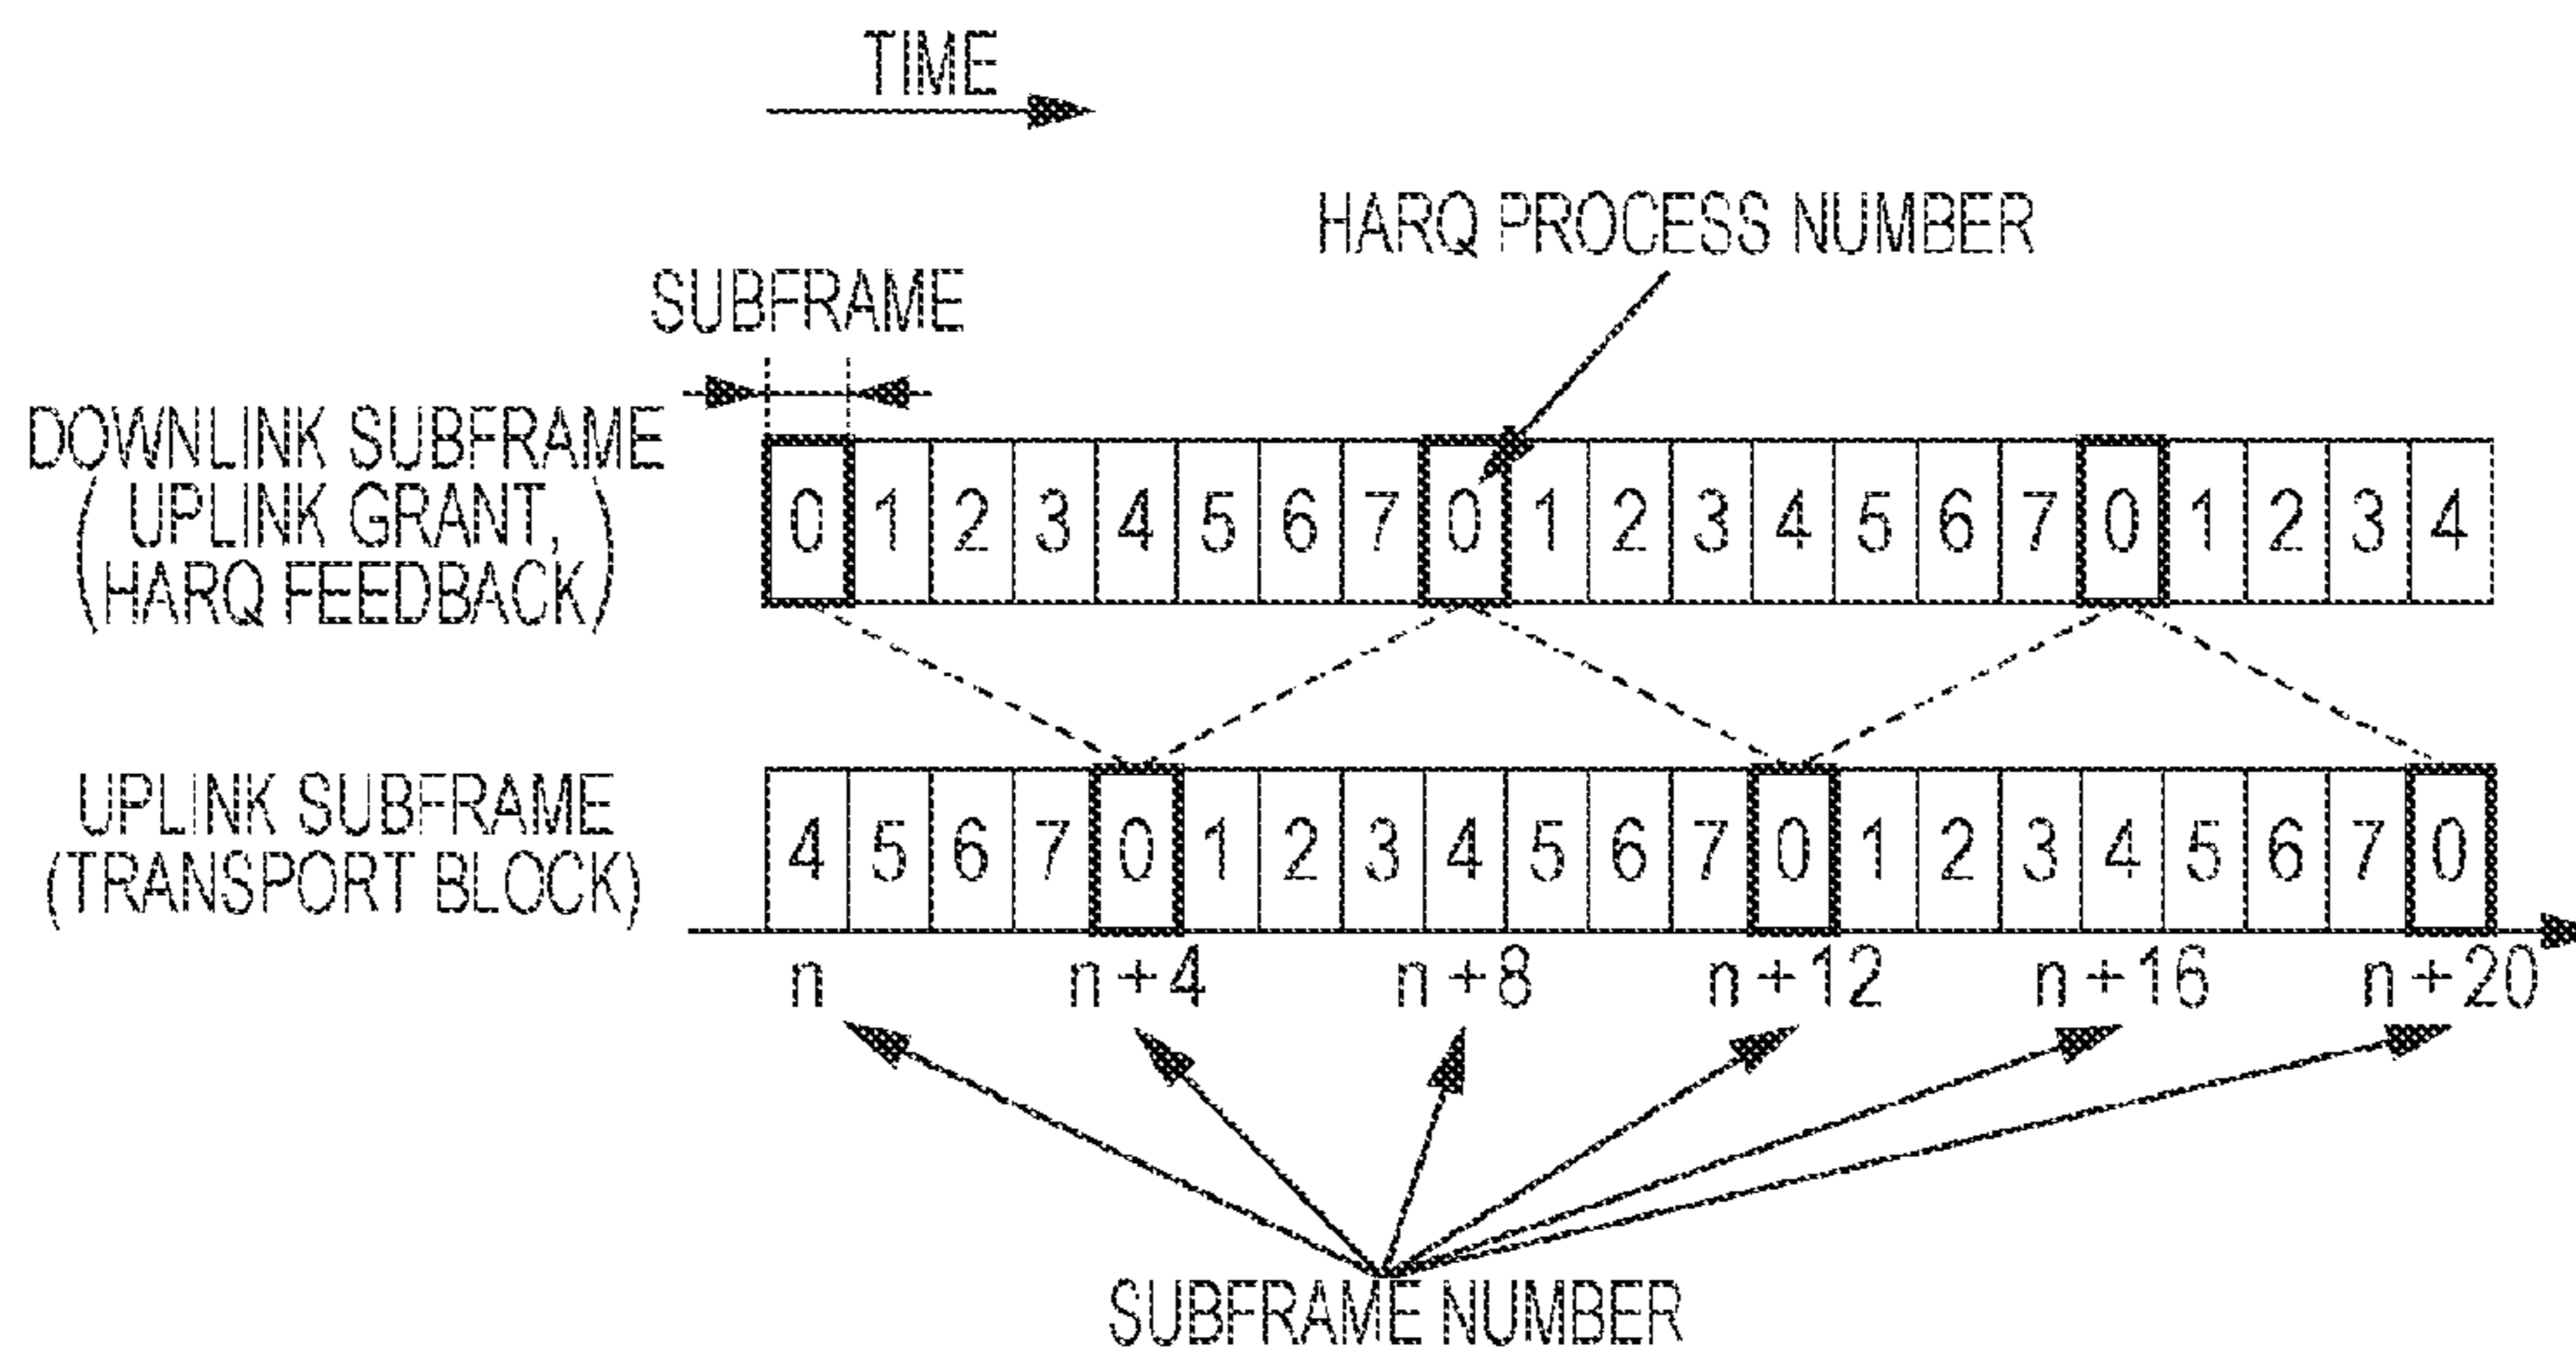 TIME
HARQ PROCESS NUMBER
SUBFRAME
DOWNLINK SUBFRAME
(UPLINK GRANT,
HARQ FEEDBACK)
0 1 2 3 4 5 6 7 0 1 2 3 4 5 6 7 0 1 2 3 4
UPLINK SUBFRAME
(TRANSPORT BLOCK)
4 5 6 7 0 1 2 3 4 5 6 7 0 1 2 3 4 5 6 7 0
n n+4 n+8 n+12 n+16 n+20
SUBFRAME NUMBER